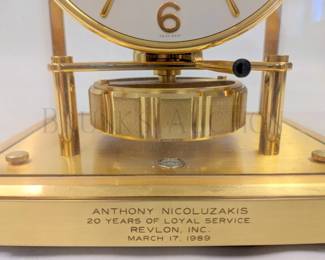 6
ANTHONY NICOLUZAKIS
20 YEARS OF LOYAL SERVICE
REVLON, INC.
MARCH 17, 1989